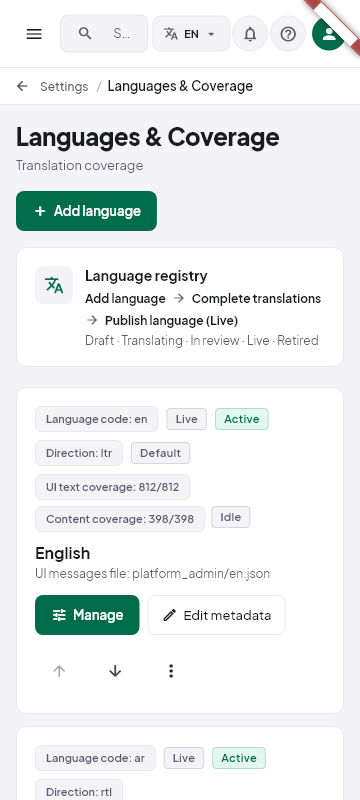 S... EN
Settings / Languages & Coverage
Languages & Coverage
Translation coverage
+ Add language
Language registry
Add language → Complete translations
→ Publish language (Live)
Draft · Translating · In review · Live · Retired
Language code: en Live Active
Direction: ltr Default
UI text coverage: 812/812
Content coverage: 398/398 Idle
English
UI messages file: platform_admin/en.json
Manage Edit metadata
Language code: ar Live Active
Direction: rtl